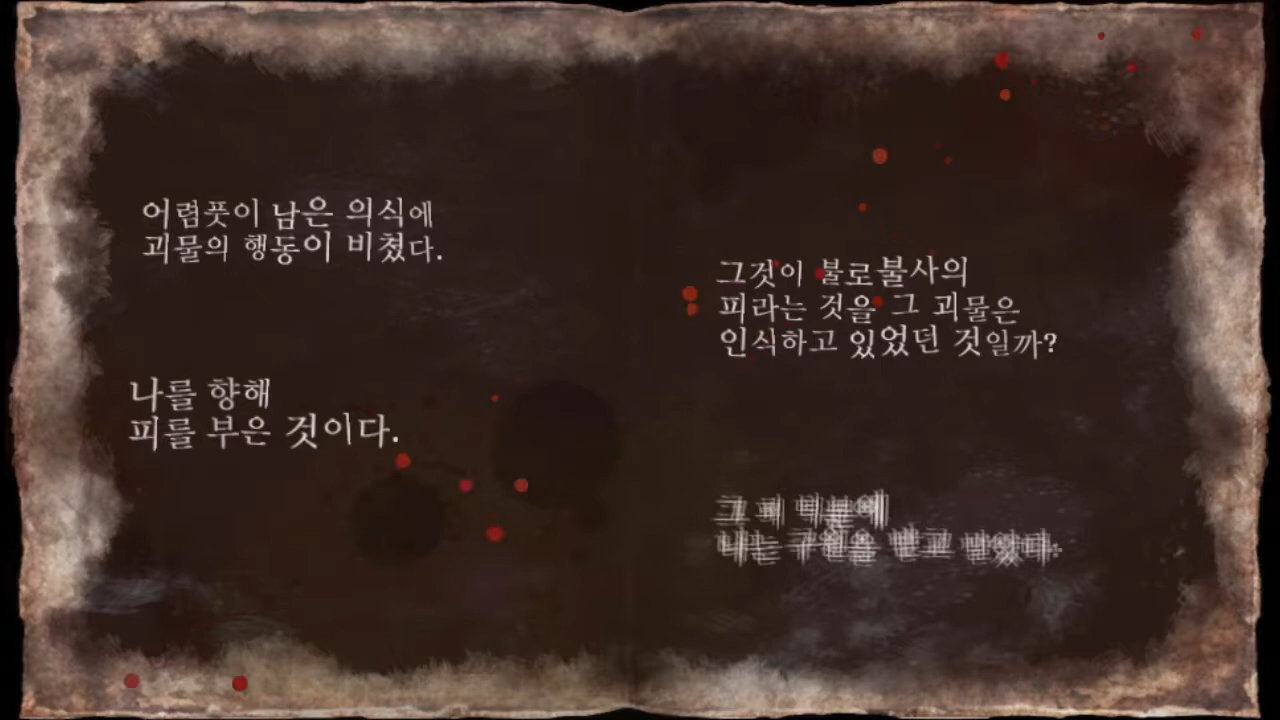 어렴풋이 남은 의식에
괴물의 행동이 비쳤다.
나를 향해
피를 부은 것이다.
그것이 불로불사의
피라는 것을 그 괴물은
인식하고 있었던 것일까?
그 피 덕분에
나는 구원을 받고 말았다.